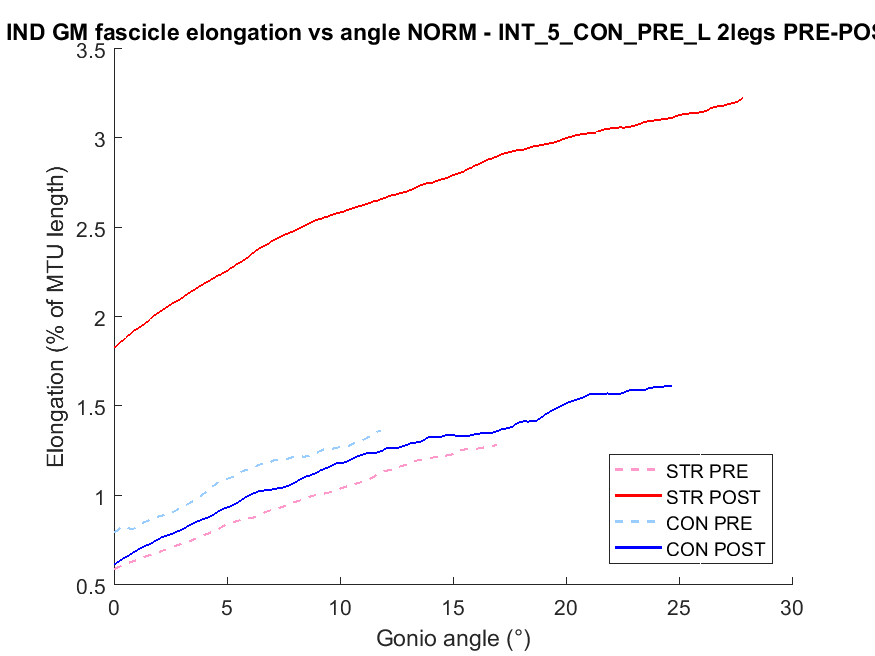 IND GM fascicle elongation vs angle NORM - INT_5_CON_PRE_L 2legs PRE-POS
3.5
3
2.5
2
1.5
1
0.5
Elongation (% of MTU length)
0
5
10
15
20
25
30
Gonio angle (°)
STR PRE
STR POST
CON PRE
CON POST